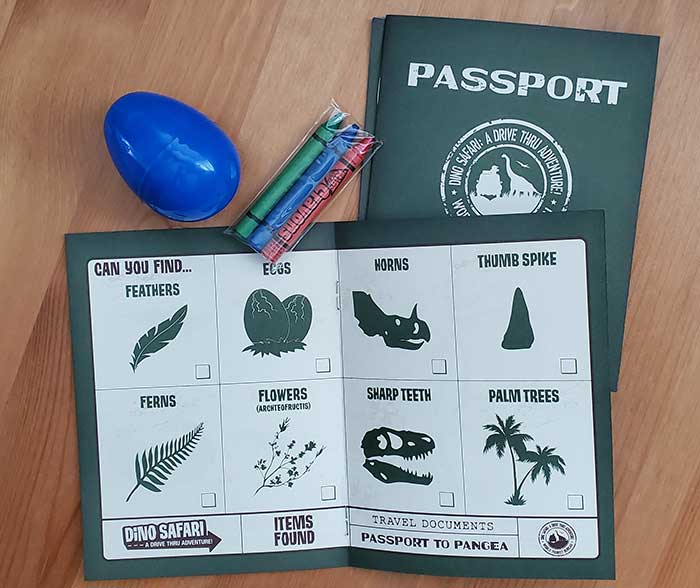 PASSPORT
DINO SAFARI: A DRIVE THRU ADVENTURE!
Crayons
CAN YOU FIND...
FEATHERS
EGGS
HORNS
THUMB SPIKE
FERNS
FLOWERS
(ARCHTEOFRUCTIS)
SHARP TEETH
PALM TREES
DINO SAFARI
A DRIVE THRU ADVENTURE!
ITEMS
FOUND
TRAVEL DOCUMENTS
PASSPORT TO PANGEA